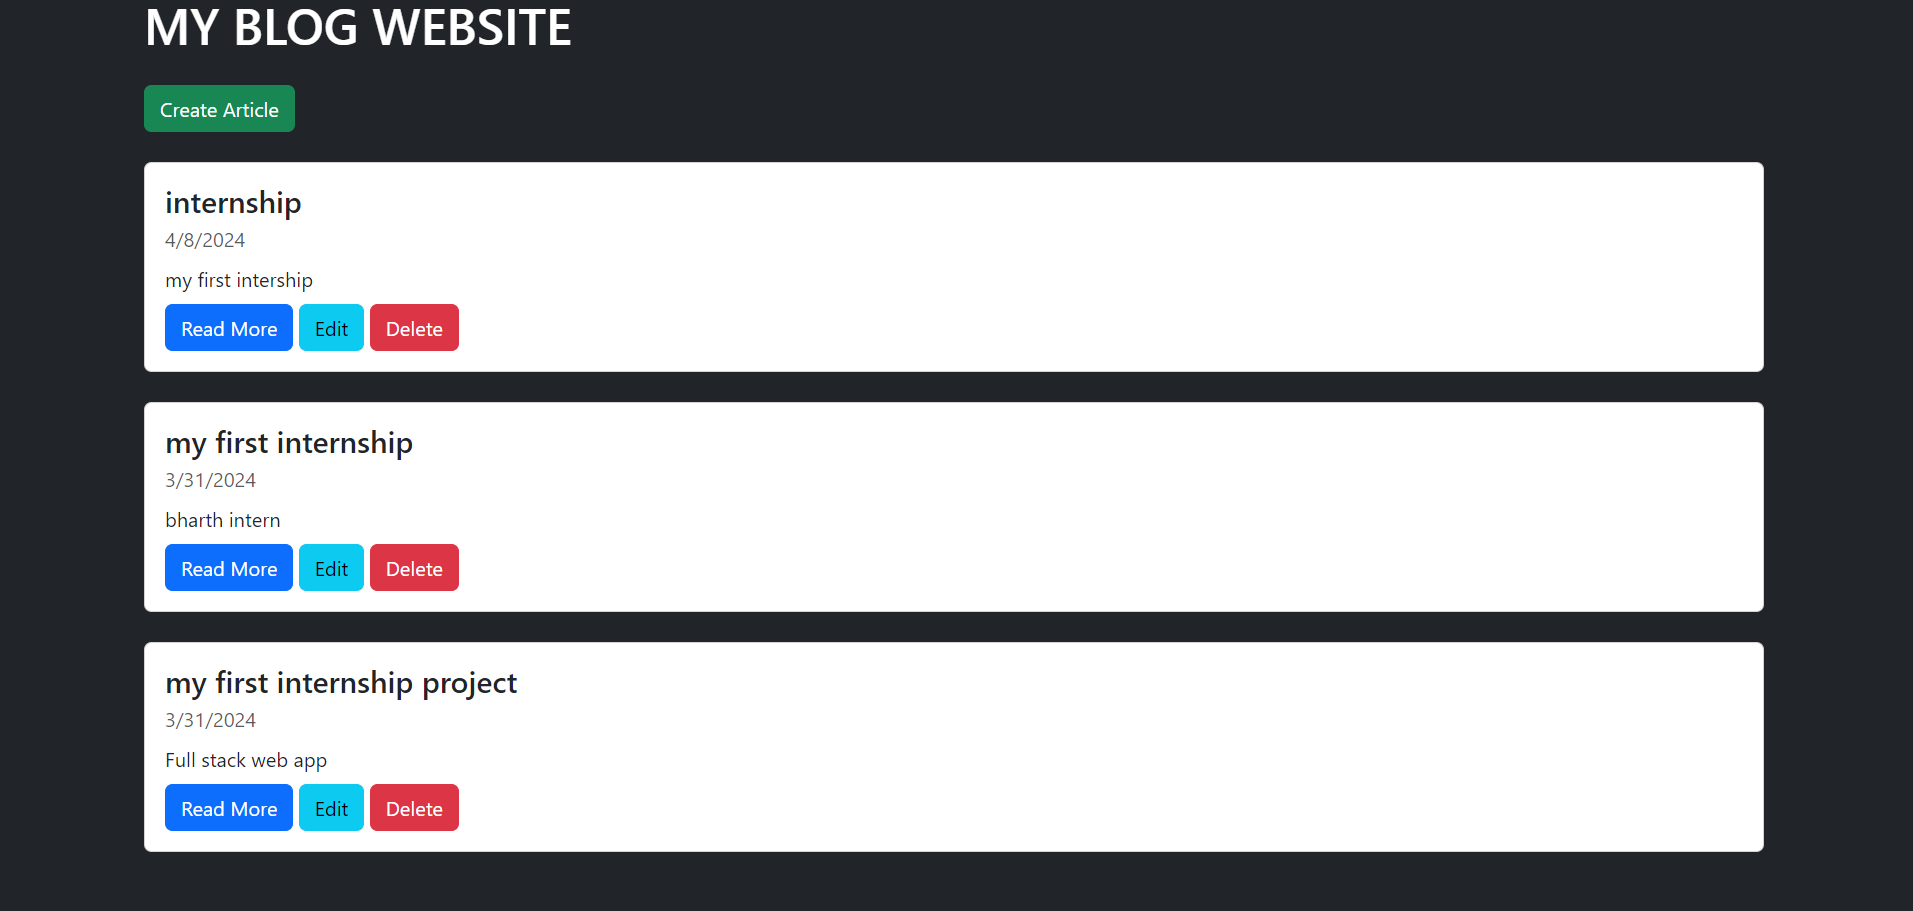 MY BLOG WEBSITE
Create Article
internship
4/8/2024
my first intership
Read More Edit Delete
my first internship
3/31/2024
bharth intern
Read More Edit Delete
my first internship project
3/31/2024
Full stack web app
Read More Edit Delete